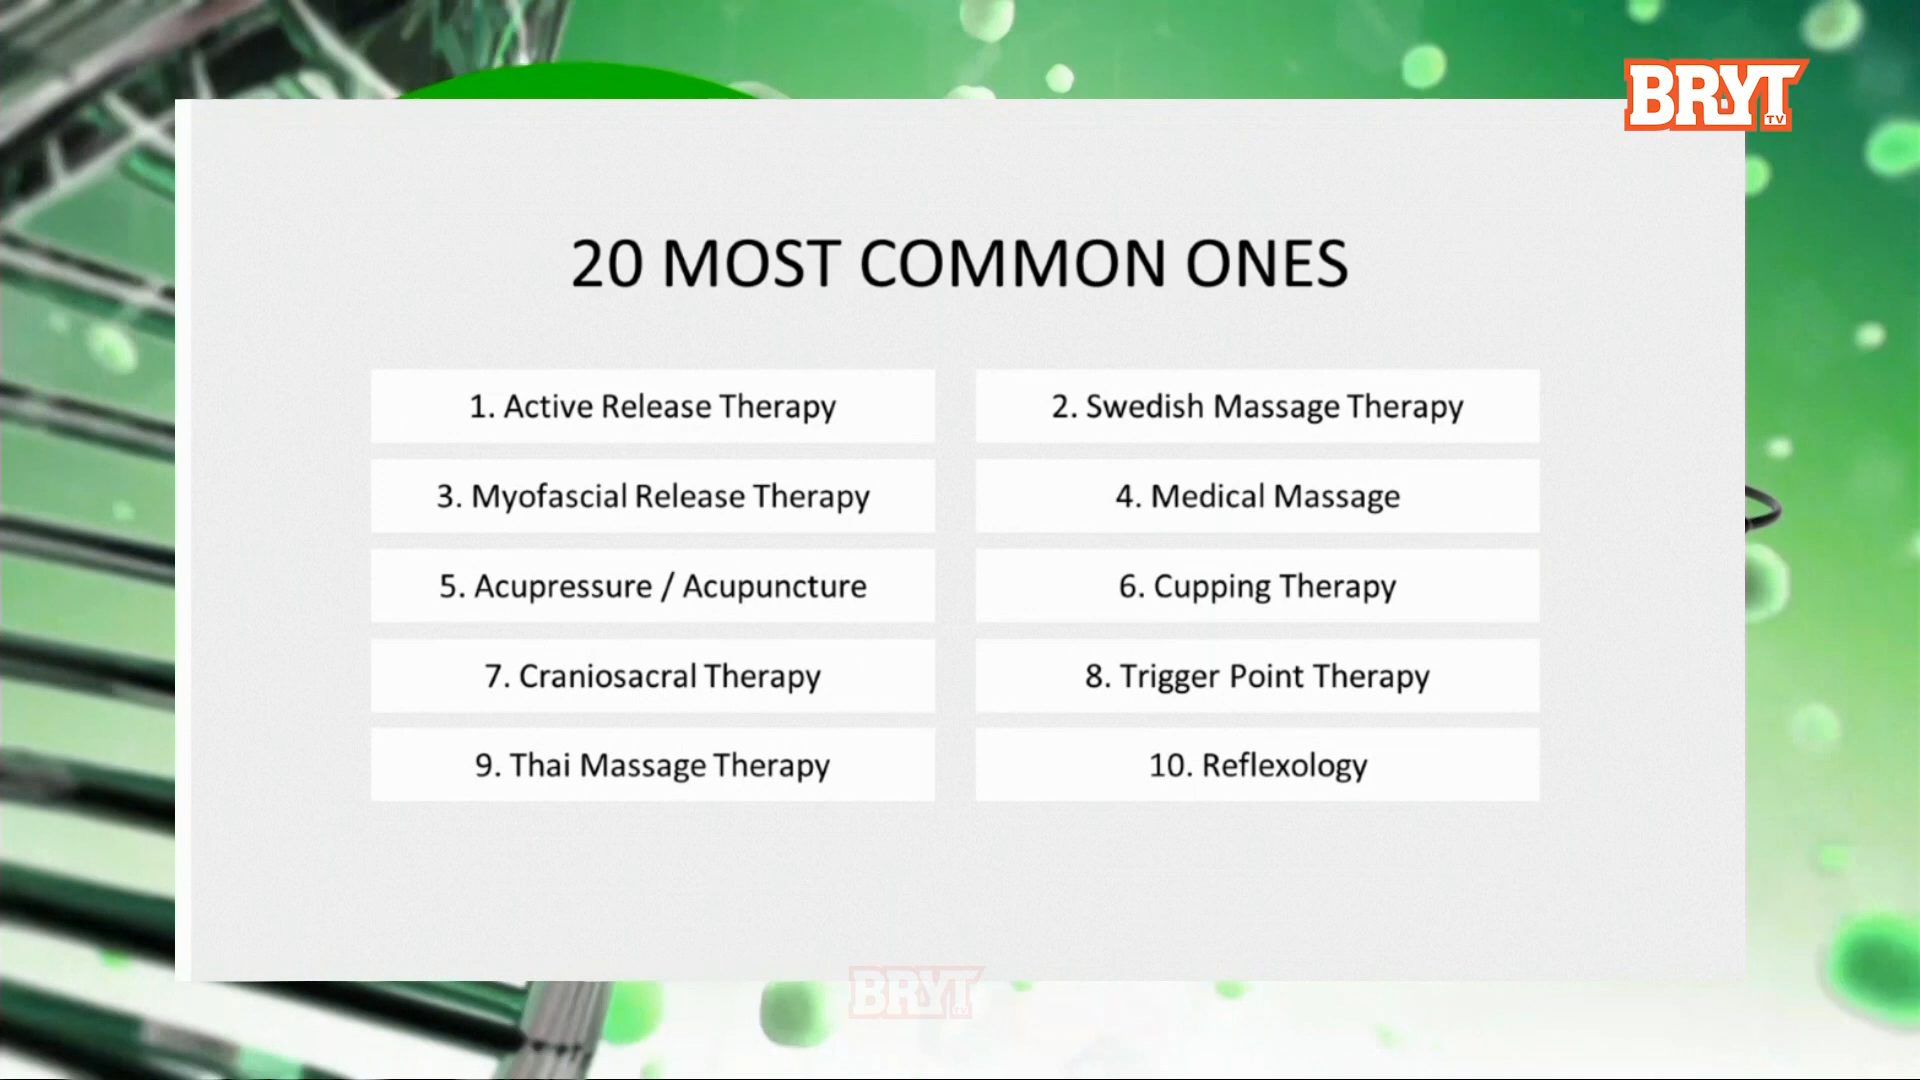 BRYT
TV
20 MOST COMMON ONES
1. Active Release Therapy
2. Swedish Massage Therapy
3. Myofascial Release Therapy
4. Medical Massage
5. Acupressure / Acupuncture
6. Cupping Therapy
7. Craniosacral Therapy
8. Trigger Point Therapy
9. Thai Massage Therapy
10. Reflexology
BRYT
TV